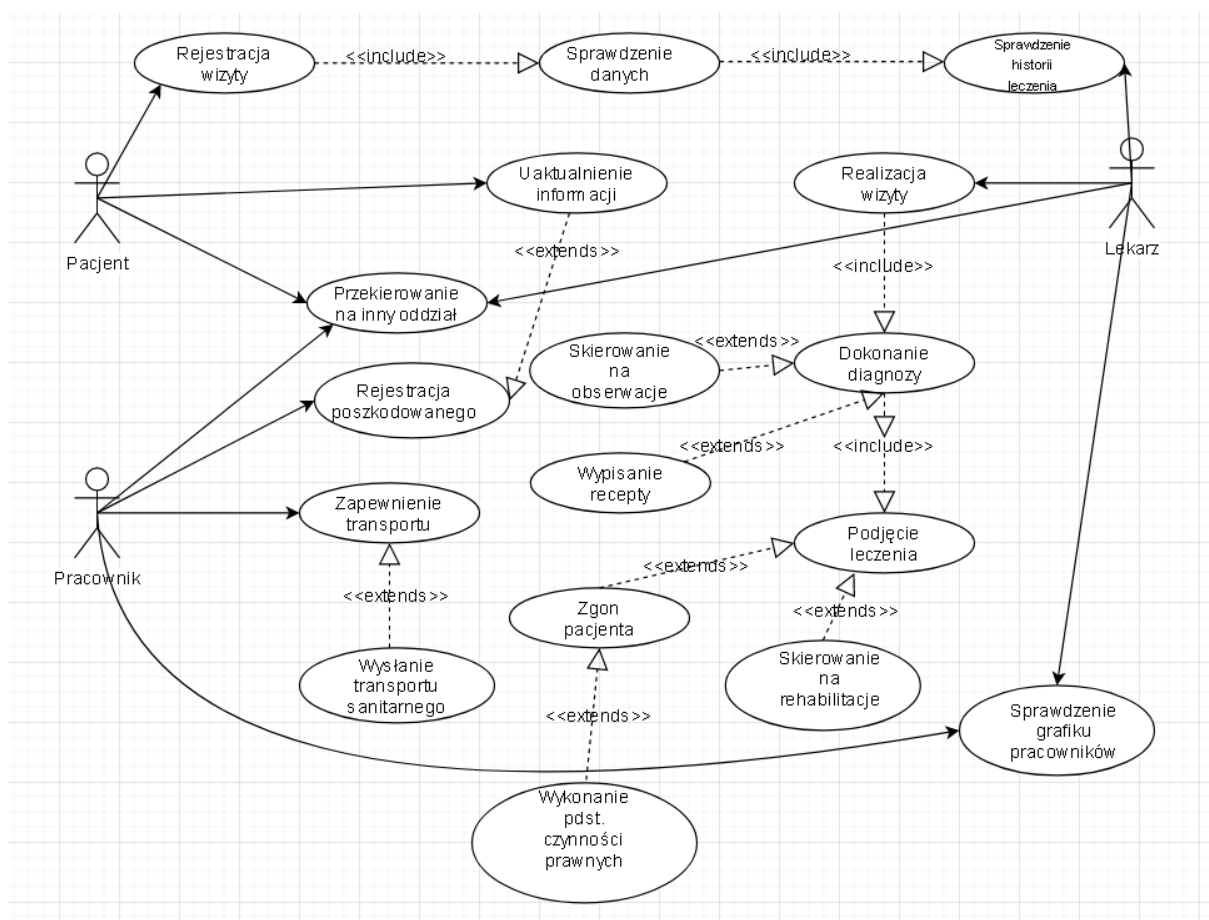 Rejestracja
wizyty
<<include>>
Sprawdzenie
danych
<<include>>
Sprawdzenie
historii
leczenia
Pacjent
Uaktualnienie
informacji
Realizacja
wizyty
Lekarz
<<extends>>
<<include>>
Przekierowanie
na inny oddział
Skierowanie
na
obserwacje
<<extends>>
Dokonanie
diagnozy
Rejestracja
poszkodowanego
<<extends>>
<<include>>
Wypisanie
recepty
Pracownik
Zapewnienie
transportu
Podjęcie
leczenia
<<extends>>
<<extends>>
Zgon
pacjenta
<<extends>>
Wysłanie
transportu
sanitarnego
Skierowanie
na
rehabilitacje
<<extends>>
Sprawdzenie
grafiku
pracowników
Wykonanie
pdst.
czynności
prawnych